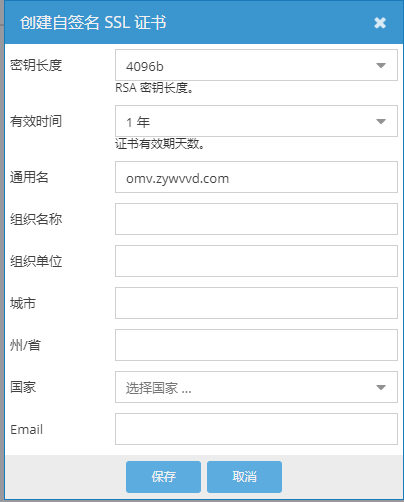 创建自签名 SSL 证书
密钥长度
4096b
RSA 密钥长度。
有效时间
1 年
证书有效期天数。
通用名
omv.zywvvd.com
组织名称
组织单位
城市
州/省
国家
选择国家 ...
Email
保存
取消